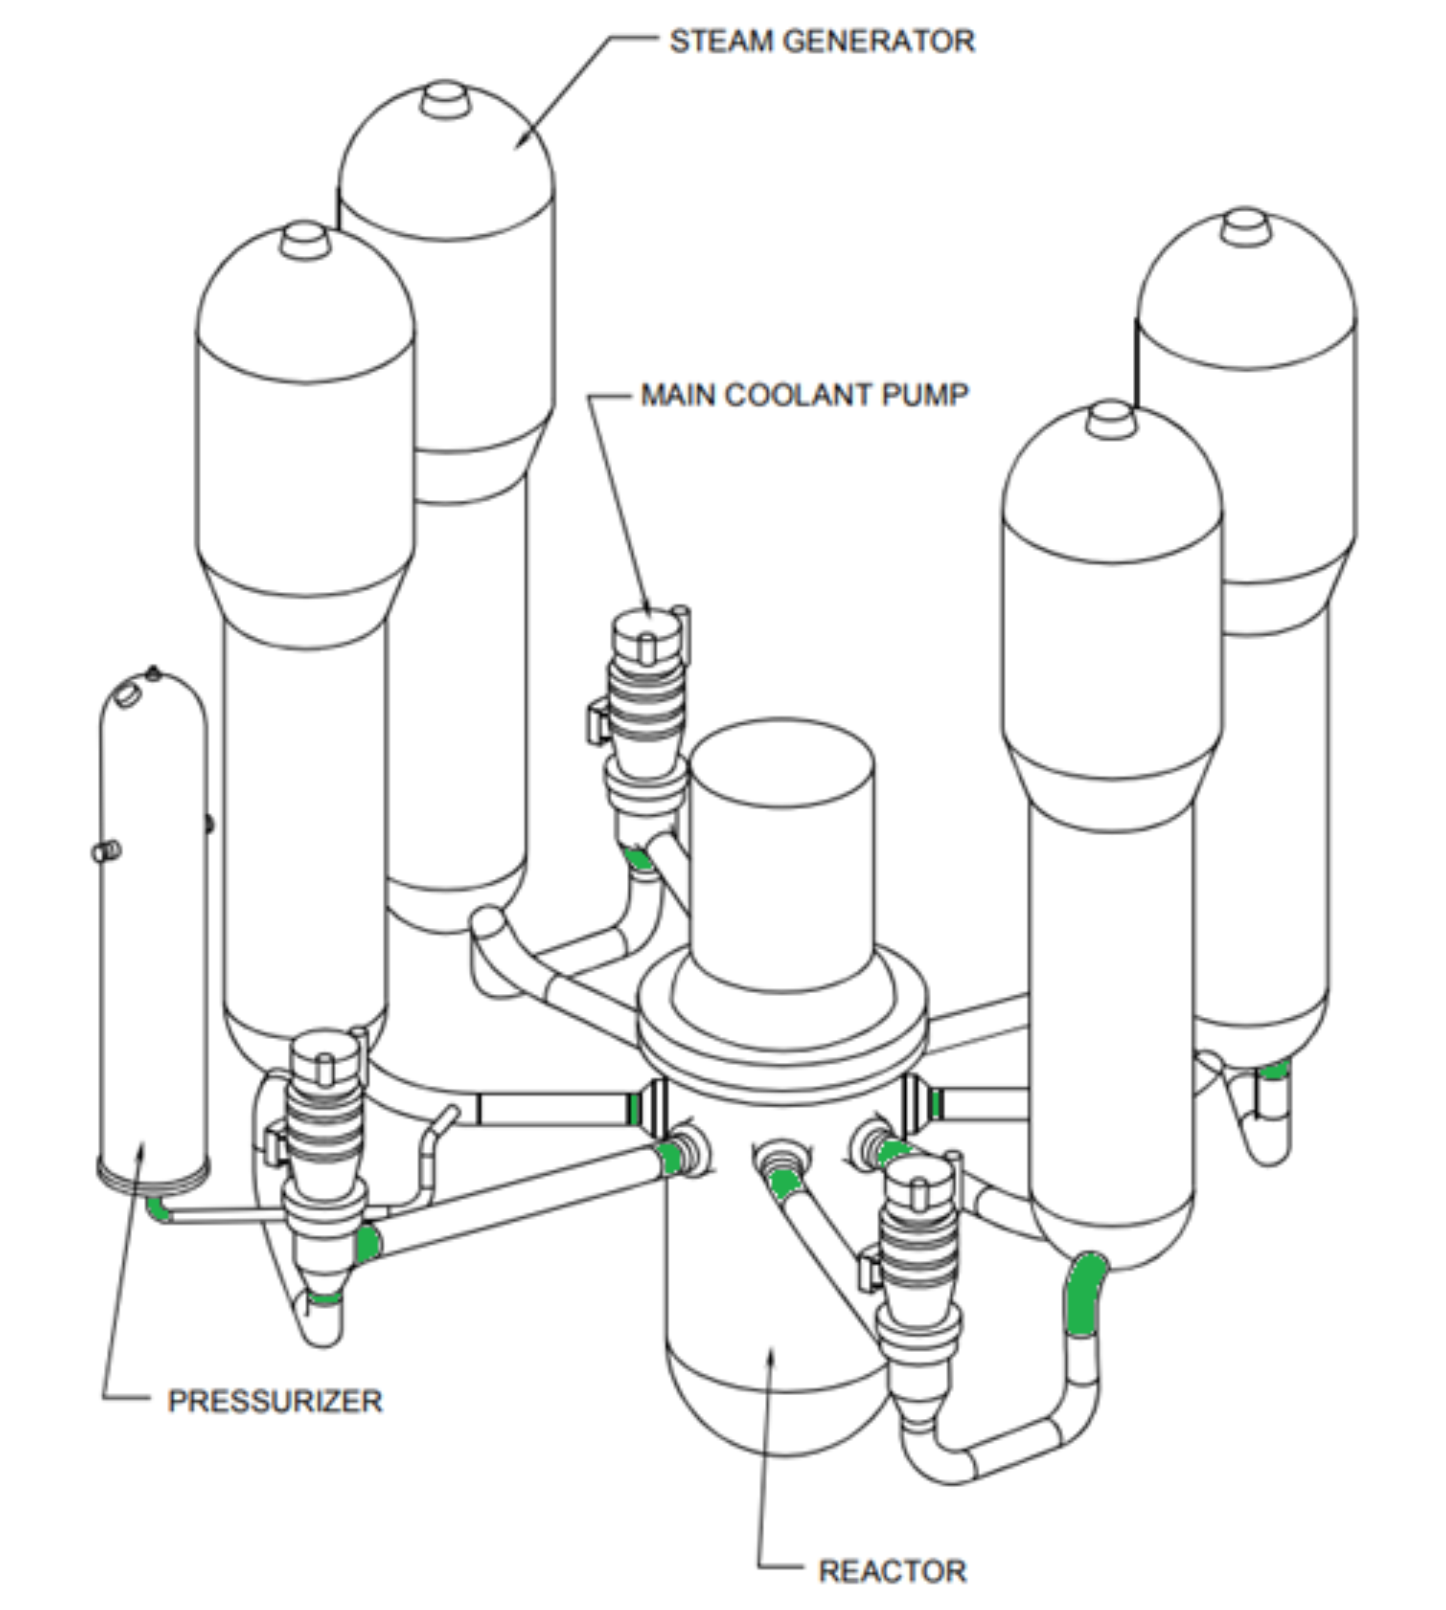 STEAM GENERATOR
MAIN COOLANT PUMP
PRESSURIZER
REACTOR